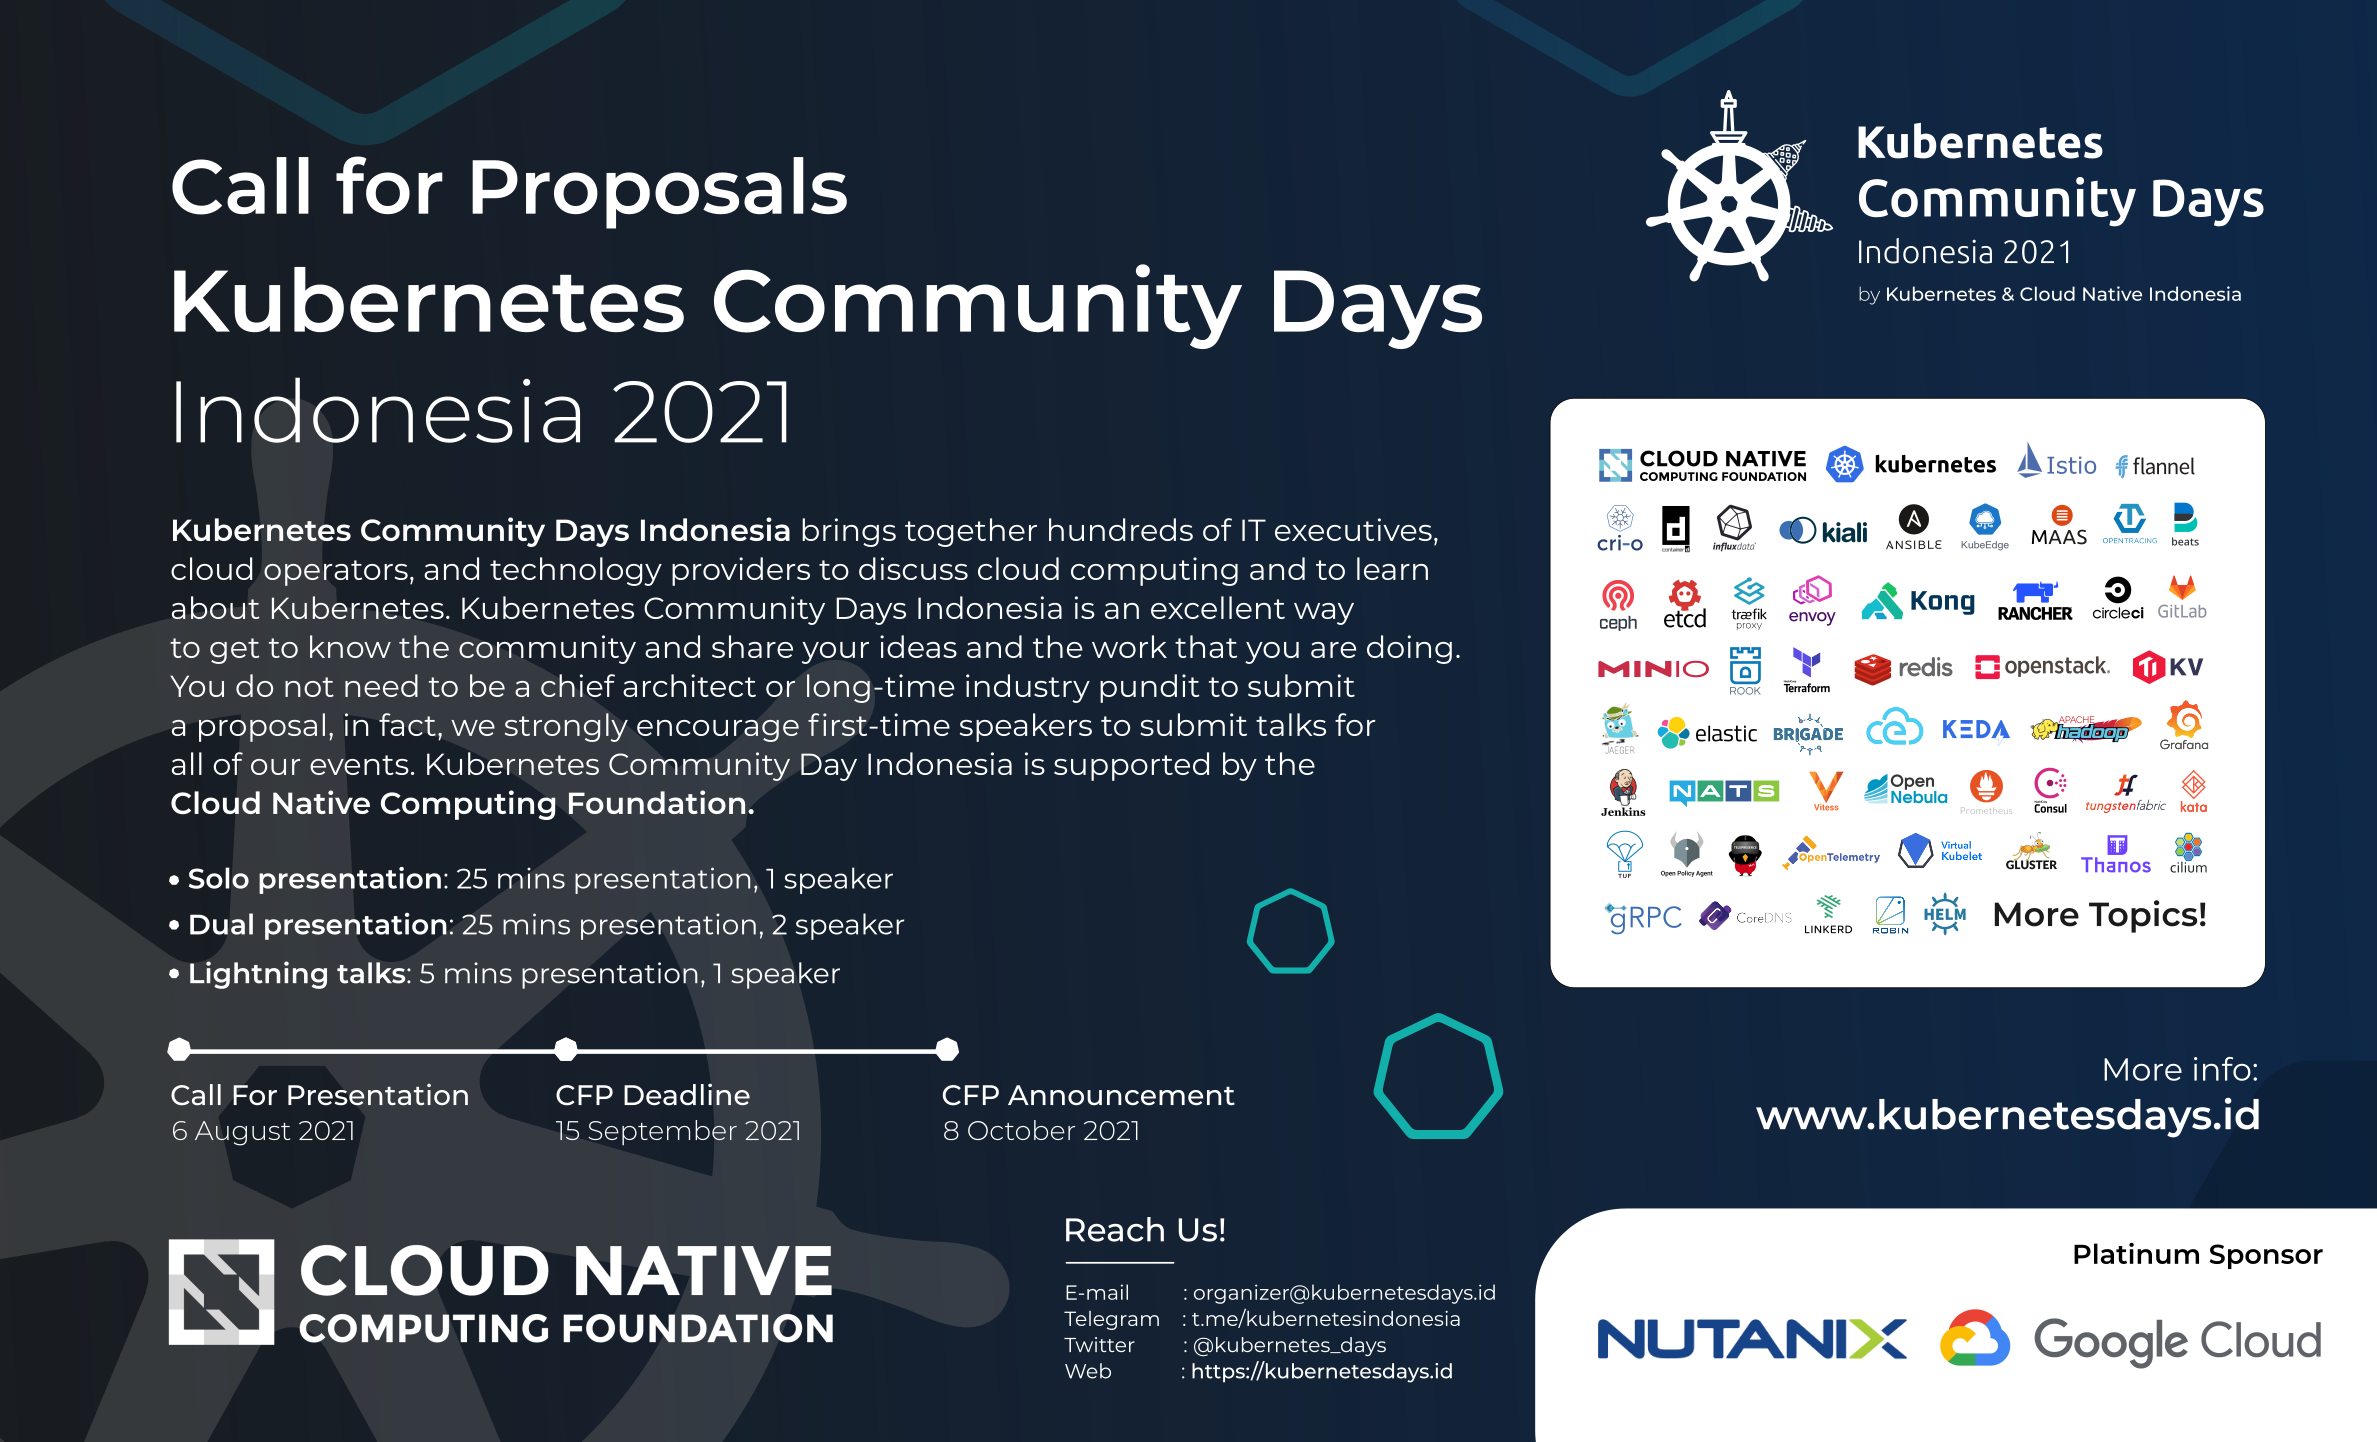 Call for Proposals
Kubernetes Community Days
Indonesia 2021
Kubernetes Community Days Indonesia brings together hundreds of IT executives,
cloud operators, and technology providers to discuss cloud computing and to learn
about Kubernetes. Kubernetes Community Days Indonesia is an excellent way
to get to know the community and share your ideas and the work that you are doing.
You do not need to be a chief architect or long-time industry pundit to submit
a proposal, in fact, we strongly encourage first-time speakers to submit talks for
all of our events. Kubernetes Community Day Indonesia is supported by the
Cloud Native Computing Foundation.
• Solo presentation: 25 mins presentation, 1 speaker
• Dual presentation: 25 mins presentation, 2 speaker
• Lightning talks: 5 mins presentation, 1 speaker
Call For Presentation
6 August 2021
CFP Deadline
15 September 2021
CFP Announcement
8 October 2021
CLOUD NATIVE
COMPUTING FOUNDATION
Reach Us!
E-mail : organizer@kubernetesdays.id
Telegram : t.me/kubernetesindonesia
Twitter : @kubernetes_days
Web : https://kubernetesdays.id
Kubernetes
Community Days
Indonesia 2021
by Kubernetes & Cloud Native Indonesia
CLOUD NATIVE
COMPUTING FOUNDATION
kubernetes
Istio
flannel
cri-o
containerd
influxdata
kiali
ANSIBLE
KubeEdge
MAAS
OPENTRACING
beats
ceph
etcd
træfik
proxy
envoy
Kong
RANCHER
circleci
GitLab
MINIO
ROOK
Terraform
redis
openstack.
KV
JAEGER
elastic
BRIGADE
KEDA
APACHE
hadoop
Grafana
Jenkins
NATS
Vitess
Open
Nebula
Prometheus
Consul
tungstenfabric
kata
TUF
Open Policy Agent
OpenTelemetry
Virtual
Kubelet
GLUSTER
Thanos
cilium
gRPC
CoreDNS
LINKERD
ROBIN
HELM
More Topics!
More info:
www.kubernetesdays.id
Platinum Sponsor
NUTANIX
Google Cloud